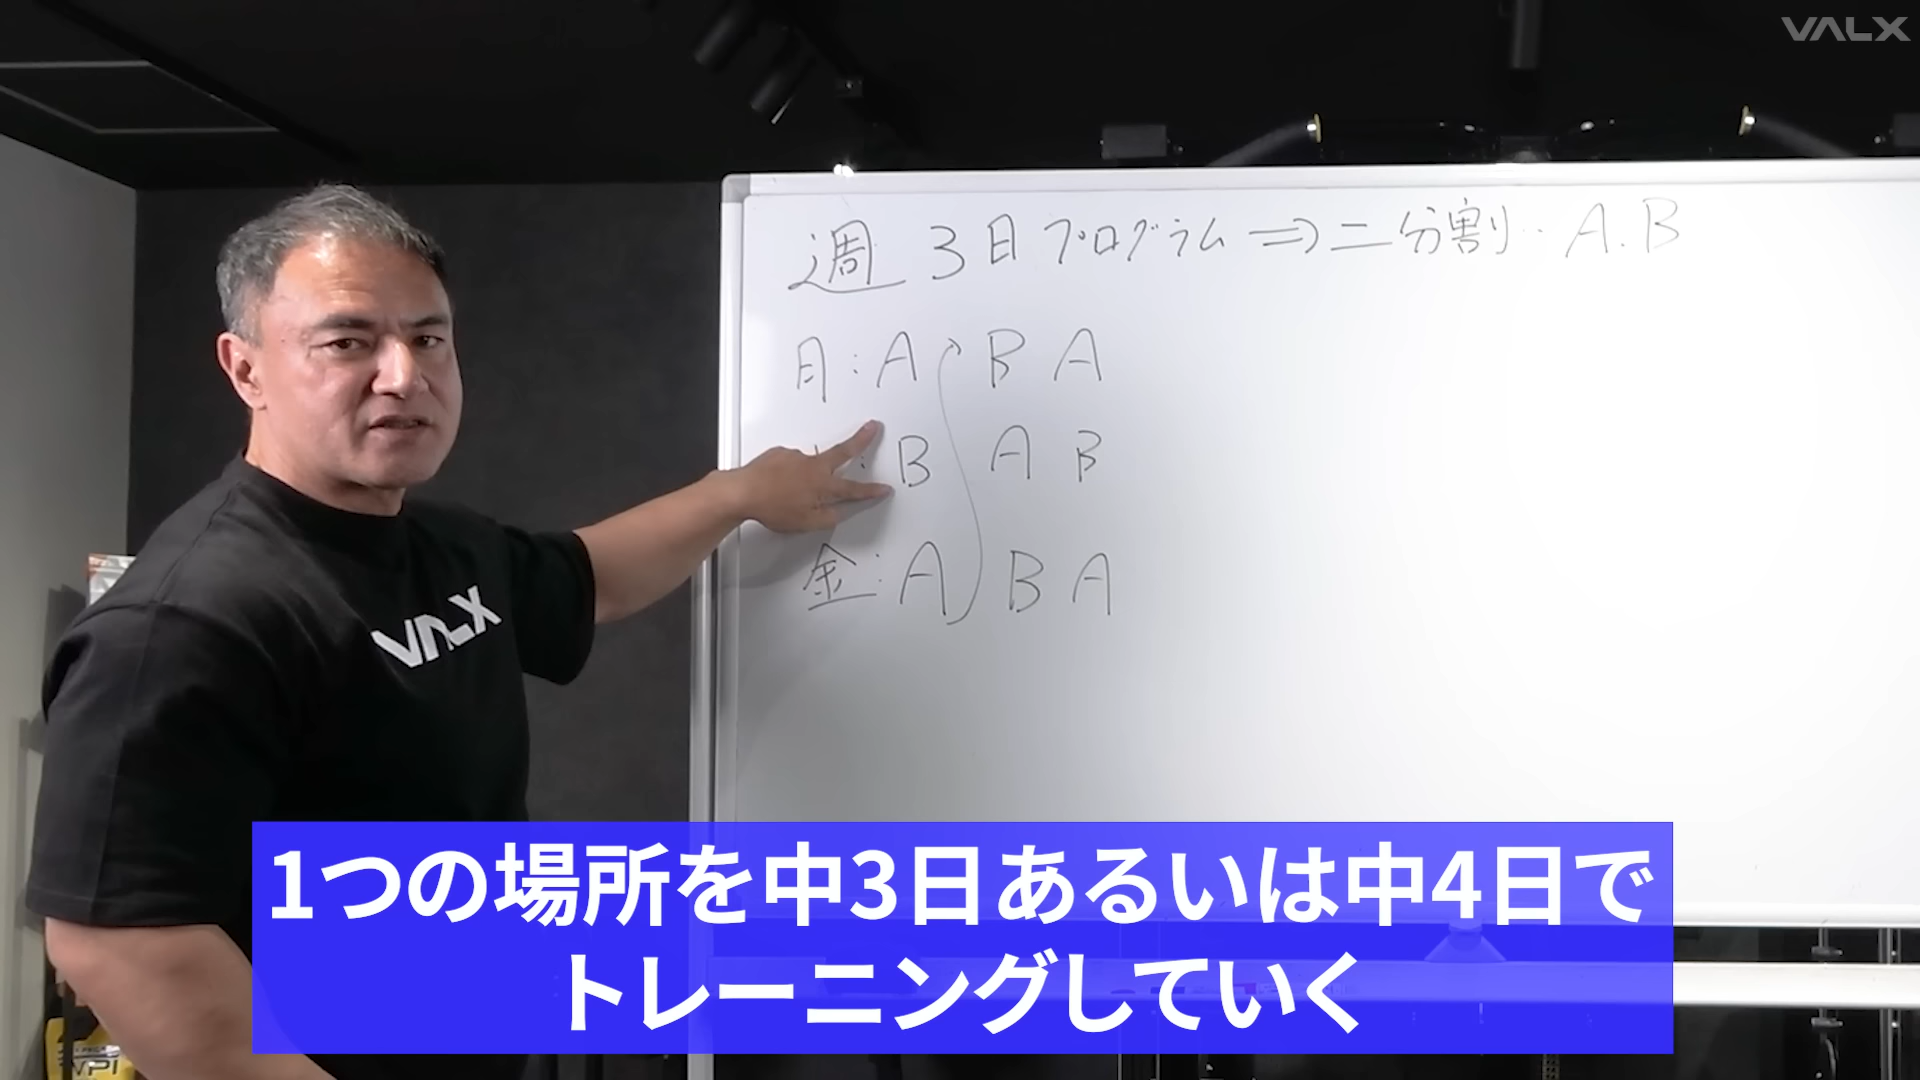 VALX
週3日プログラム⇒二分割‥A.B
月:A B A
:B A B
金:A B A
VALX
1つの場所を中3日あるいは中4日で
トレーニングしていく